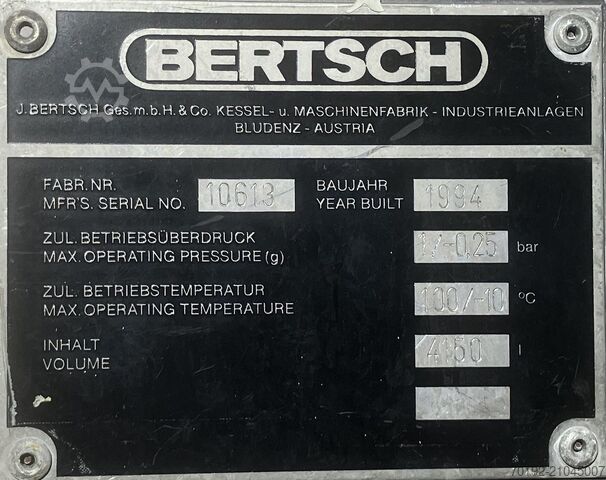 BERTSCH
J. BERTSCH Ges.m.b.H. & Co. KESSEL- u. MASCHINENFABRIK - INDUSTRIEANLAGEN
BLUDENZ - AUSTRIA
FABR. NR. BAUJAHR
MFR'S. SERIAL NO. 10613 YEAR BUILT 1994
ZUL. BETRIEBSÜBERDRUCK
MAX. OPERATING PRESSURE (g) 1/-0,25 bar
ZUL. BETRIEBSTEMPERATUR
MAX. OPERATING TEMPERATURE 100/-10 °C
INHALT
VOLUME 4150 l